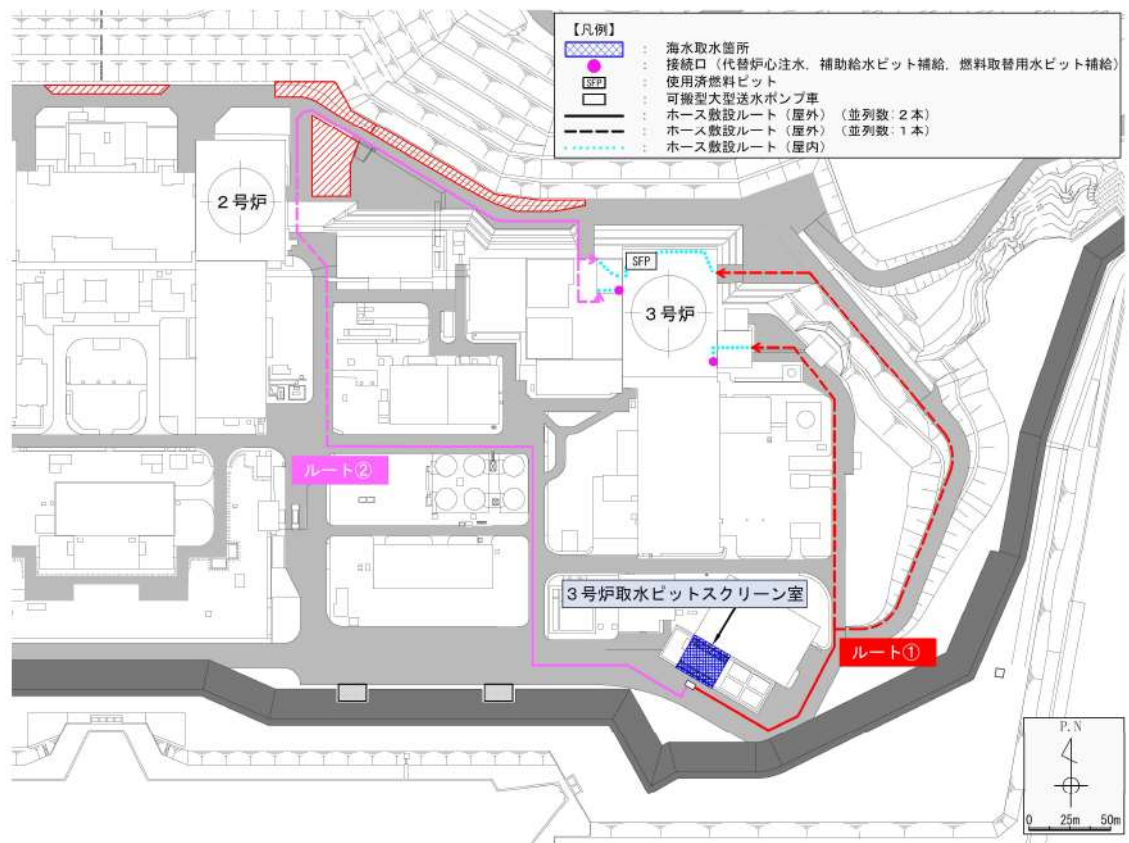 【凡例】
: 海水取水箇所
: 接続口（代替炉心注水，補助給水ピット補給，燃料取替用水ピット補給）
SFP : 使用済燃料ピット
: 可搬型大型送水ポンプ車
: ホース敷設ルート（屋外）（並列数：２本）
: ホース敷設ルート（屋外）（並列数：１本）
: ホース敷設ルート（屋内）
２号炉
SFP
３号炉
ルート②
３号炉取水ピットスクリーン室
ルート①
P.N
0 25m 50m